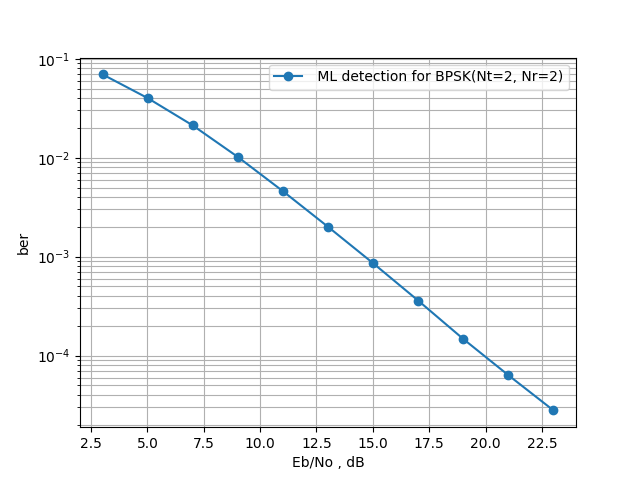 10⁻¹
10⁻²
10⁻³
10⁻⁴
ber
ML detection for BPSK(Nt=2, Nr=2)
2.5 5.0 7.5 10.0 12.5 15.0 17.5 20.0 22.5
Eb/No , dB